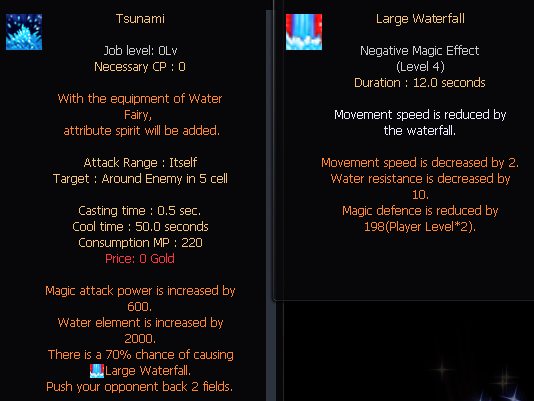 Tsunami
Job level: 0Lv
Necessary CP : 0
With the equipment of Water
Fairy,
attribute spirit will be added.
Attack Range : Itself
Target : Around Enemy in 5 cell
Casting time : 0.5 sec.
Cool time : 50.0 seconds
Consumption MP : 220
Price: 0 Gold
Magic attack power is increased by
600.
Water element is increased by
2000.
There is a 70% chance of causing
Large Waterfall.
Push your opponent back 2 fields.
Large Waterfall
Negative Magic Effect
(Level 4)
Duration : 12.0 seconds
Movement speed is reduced by
the waterfall.
Movement speed is decreased by 2.
Water resistance is decreased by
10.
Magic defence is reduced by
198(Player Level*2).